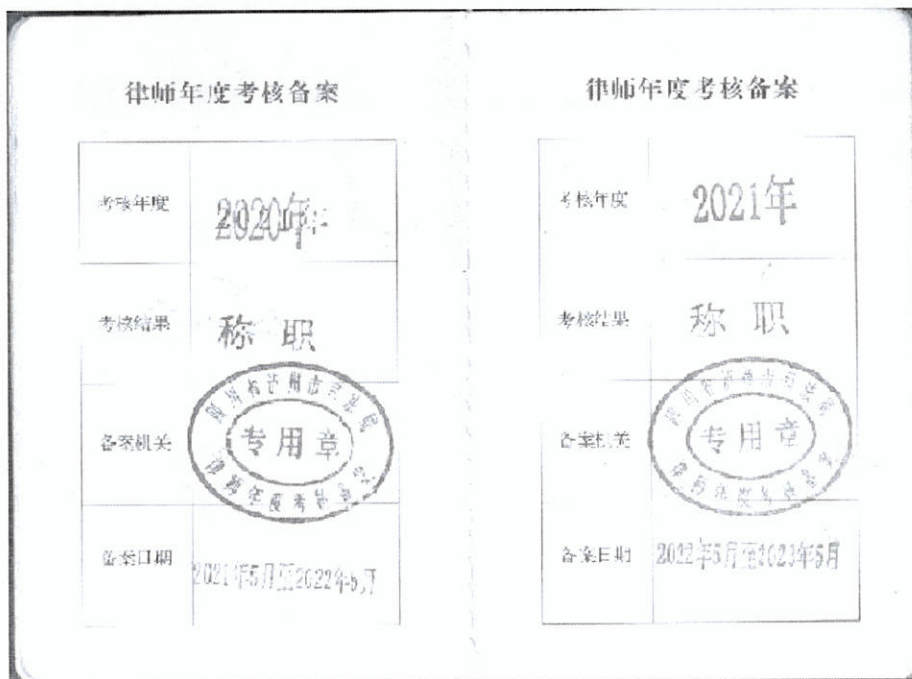 律师年度考核备案
考核年度
2020年
考核结果
称职
备案机关
专用章
备案日期
2021年5月至2022年5月
律师年度考核备案
考核年度
2021年
考核结果
称职
备案机关
专用章
备案日期
2022年5月至2023年5月